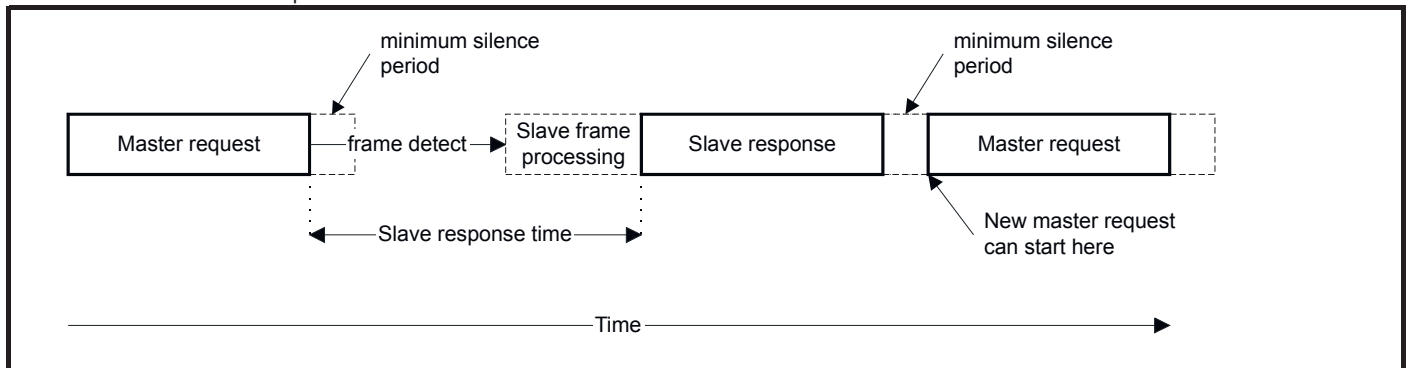 minimum silence
period
minimum silence
period
Master request
frame detect
Slave frame
processing
Slave response
Master request
Slave response time
New master request
can start here
Time